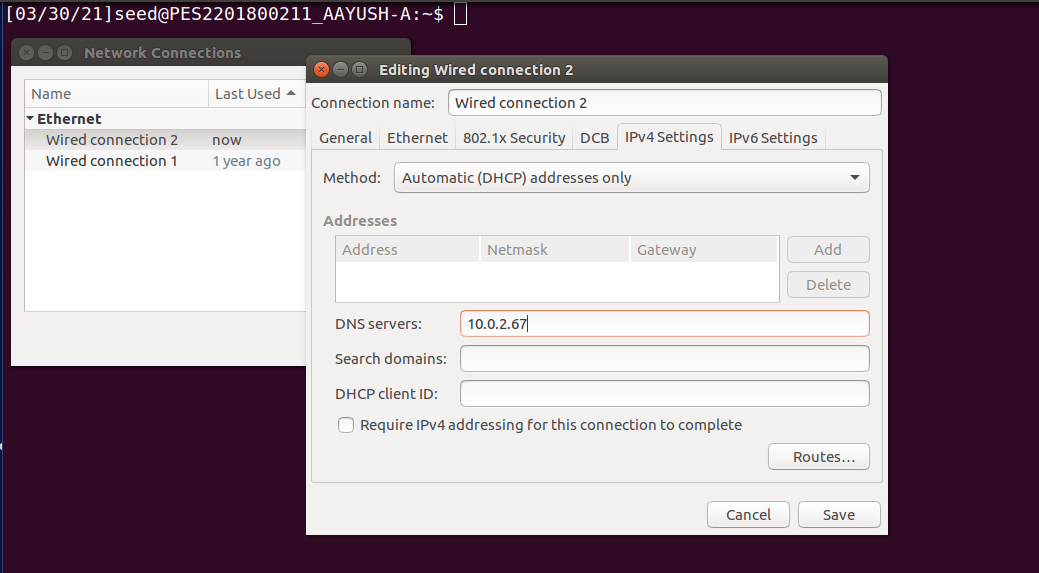 [03/30/21]seed@PES2201800211_AAYUSH-A:~$
Network Connections
Name Last Used
Ethernet
Wired connection 2 now
Wired connection 1 1 year ago
Editing Wired connection 2
Connection name: Wired connection 2
General Ethernet 802.1x Security DCB IPv4 Settings IPv6 Settings
Method: Automatic (DHCP) addresses only
Addresses
Address Netmask Gateway Add
Delete
DNS servers: 10.0.2.67
Search domains:
DHCP client ID:
Require IPv4 addressing for this connection to complete
Routes…
Cancel Save